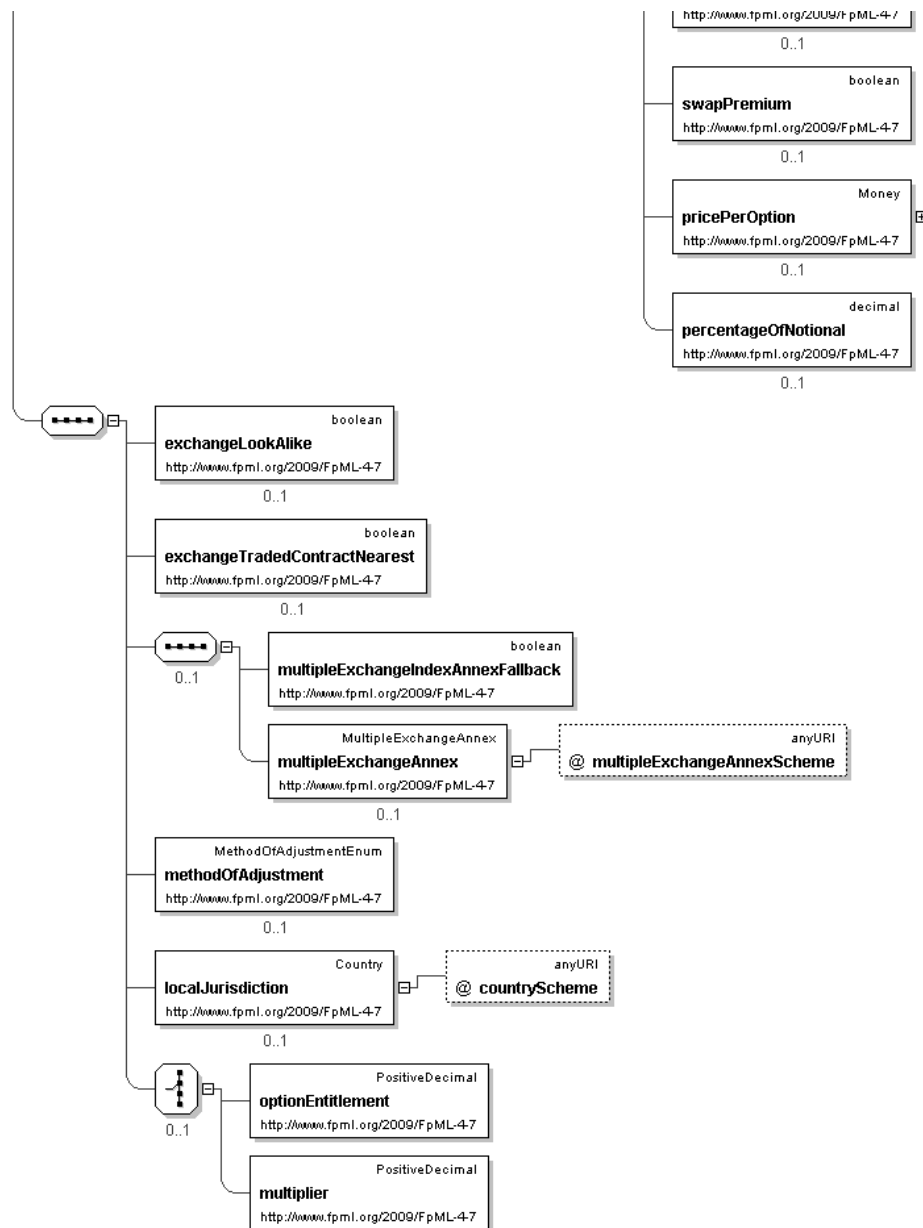 http://www.fpml.org/2009/FpML-4-7
0..1
boolean
swapPremium
http://www.fpml.org/2009/FpML-4-7
0..1
Money
pricePerOption
http://www.fpml.org/2009/FpML-4-7
0..1
decimal
percentageOfNotional
http://www.fpml.org/2009/FpML-4-7
0..1
boolean
exchangeLookAlike
http://www.fpml.org/2009/FpML-4-7
0..1
boolean
exchangeTradedContractNearest
http://www.fpml.org/2009/FpML-4-7
0..1
0..1
boolean
multipleExchangeIndexAnnexFallback
http://www.fpml.org/2009/FpML-4-7
MultipleExchangeAnnex
multipleExchangeAnnex
http://www.fpml.org/2009/FpML-4-7
0..1
anyURI
@ multipleExchangeAnnexScheme
MethodOfAdjustmentEnum
methodOfAdjustment
http://www.fpml.org/2009/FpML-4-7
0..1
Country
localJurisdiction
http://www.fpml.org/2009/FpML-4-7
0..1
anyURI
@ countryScheme
0..1
PositiveDecimal
optionEntitlement
http://www.fpml.org/2009/FpML-4-7
PositiveDecimal
multiplier
http://www.fpml.org/2009/FpML-4-7